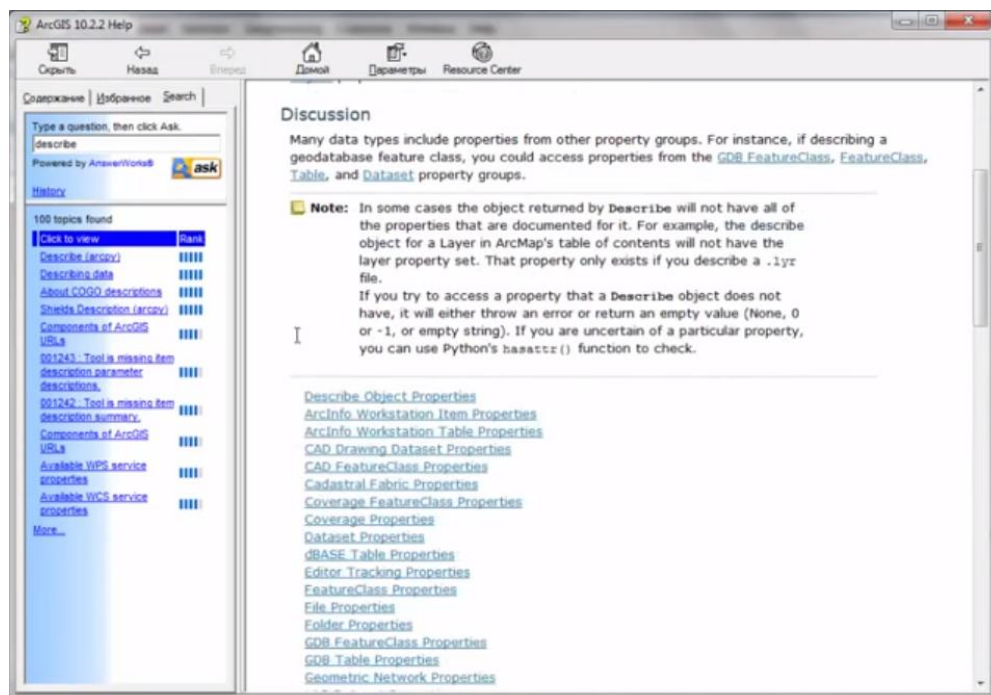 ArcGIS 10.2.2 Help
Скрыть Назад Вперед Домой Параметры Resource Center
Содержание Избранное Search
Type a question, then click Ask.
describe
Powered by AnswerWorks®
ask
History
100 topics found
Click to view Rank
Describe (arcpy)
Describing data
About COGO descriptions
Shields Description (arcpy)
Components of ArcGIS
URLs
001243 : Tool is missing item
description parameter
descriptions.
001242 : Tool is missing item
description summary.
Components of ArcGIS
URLs
Available WPS service
properties
Available WCS service
properties
More...
Discussion
Many data types include properties from other property groups. For instance, if describing a
geodatabase feature class, you could access properties from the GDB FeatureClass, FeatureClass,
Table, and Dataset property groups.
Note: In some cases the object returned by Describe will not have all of
the properties that are documented for it. For example, the describe
object for a Layer in ArcMap's table of contents will not have the
layer property set. That property only exists if you describe a .lyr
file.
If you try to access a property that a Describe object does not
have, it will either throw an error or return an empty value (None, 0
or -1, or empty string). If you are uncertain of a particular property,
you can use Python's hasattr() function to check.
Describe Object Properties
ArcInfo Workstation Item Properties
ArcInfo Workstation Table Properties
CAD Drawing Dataset Properties
CAD FeatureClass Properties
Cadastral Fabric Properties
Coverage FeatureClass Properties
Coverage Properties
Dataset Properties
dBASE Table Properties
Editor Tracking Properties
FeatureClass Properties
File Properties
Folder Properties
GDB FeatureClass Properties
GDB Table Properties
Geometric Network Properties